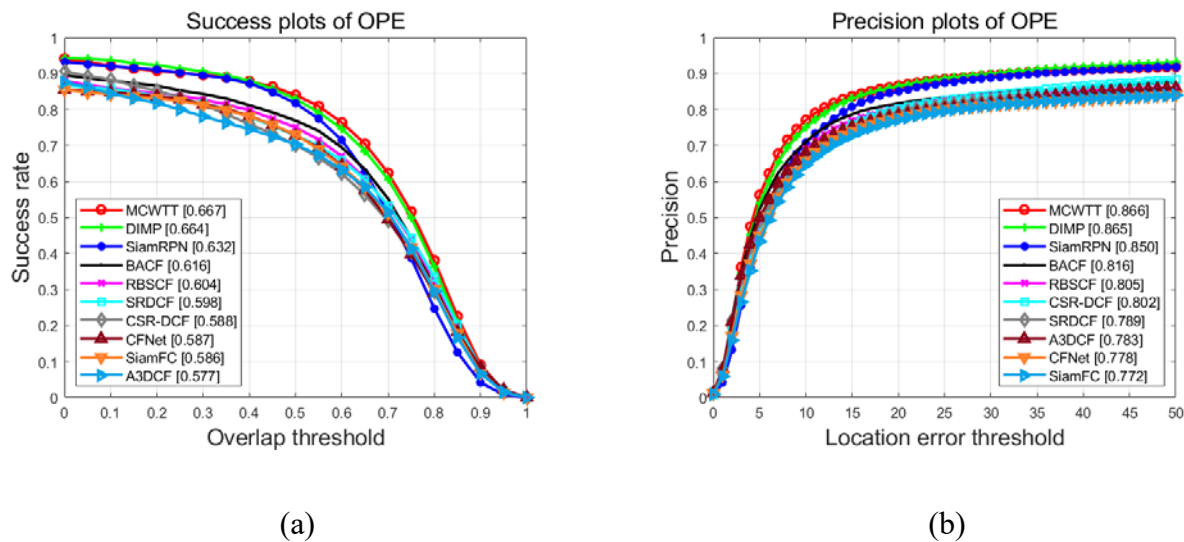 Success plots of OPE
1
0.9
0.8
0.7
0.6
0.5
0.4
0.3
0.2
0.1
0
Success rate
MCWTT [0.667]
DIMP [0.664]
SiamRPN [0.632]
BACF [0.616]
RBSCF [0.604]
SRDCF [0.598]
CSR-DCF [0.588]
CFNet [0.587]
SiamFC [0.586]
A3DCF [0.577]
0 0.1 0.2 0.3 0.4 0.5 0.6 0.7 0.8 0.9 1
Overlap threshold
(a)
Precision plots of OPE
1
0.9
0.8
0.7
0.6
0.5
0.4
0.3
0.2
0.1
0
Precision
MCWTT [0.866]
DIMP [0.865]
SiamRPN [0.850]
BACF [0.816]
RBSCF [0.805]
CSR-DCF [0.802]
SRDCF [0.789]
A3DCF [0.783]
CFNet [0.778]
SiamFC [0.772]
0 5 10 15 20 25 30 35 40 45 50
Location error threshold
(b)